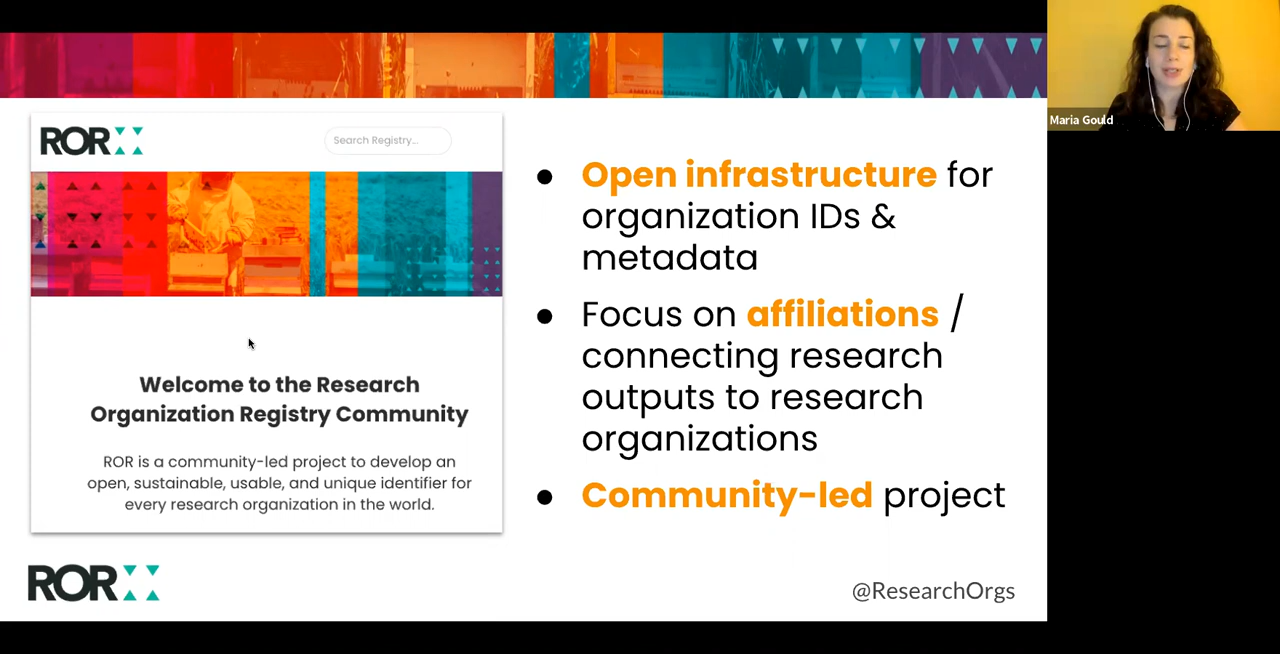 ROR
Search Registry...
Welcome to the Research
Organization Registry Community
ROR is a community-led project to develop an
open, sustainable, usable, and unique identifier for
every research organization in the world.
● Open infrastructure for
organization IDs &
metadata
● Focus on affiliations /
connecting research
outputs to research
organizations
● Community-led project
ROR
@ResearchOrgs
Maria Gould